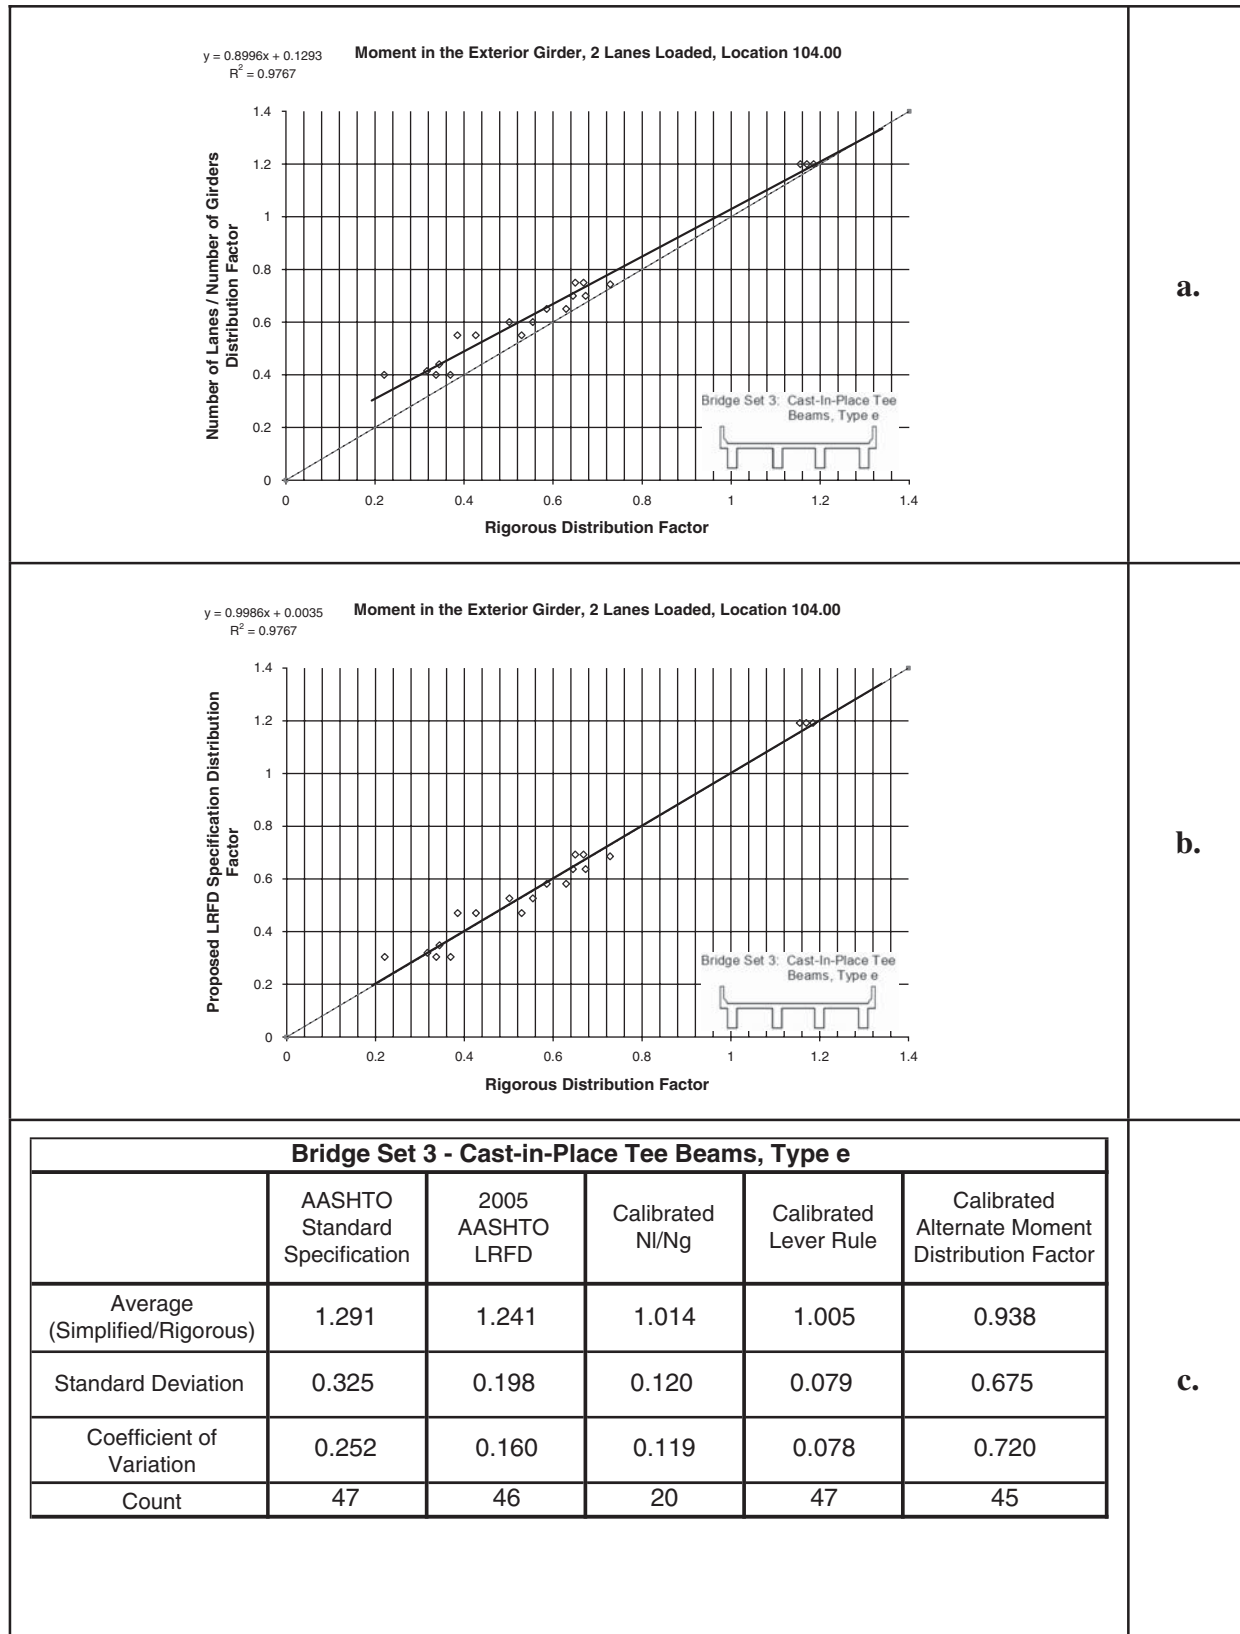 y = 0.8996x + 0.1293
R² = 0.9767
Moment in the Exterior Girder, 2 Lanes Loaded, Location 104.00
Number of Lanes / Number of Girders
Distribution Factor
1.4
1.2
1
0.8
0.6
0.4
0.2
0
0 0.2 0.4 0.6 0.8 1 1.2 1.4
Rigorous Distribution Factor
Bridge Set 3: Cast-In-Place Tee
Beams, Type e
a.
y = 0.9986x + 0.0035
R² = 0.9767
Moment in the Exterior Girder, 2 Lanes Loaded, Location 104.00
Proposed LRFD Specification Distribution
Factor
1.4
1.2
1
0.8
0.6
0.4
0.2
0
0 0.2 0.4 0.6 0.8 1 1.2 1.4
Rigorous Distribution Factor
Bridge Set 3: Cast-In-Place Tee
Beams, Type e
b.
Bridge Set 3 - Cast-in-Place Tee Beams, Type e
AASHTO
Standard
Specification
2005
AASHTO
LRFD
Calibrated
Nl/Ng
Calibrated
Lever Rule
Calibrated
Alternate Moment
Distribution Factor
Average
(Simplified/Rigorous)
1.291 1.241 1.014 1.005 0.938
Standard Deviation 0.325 0.198 0.120 0.079 0.675
Coefficient of
Variation
0.252 0.160 0.119 0.078 0.720
Count 47 46 20 47 45
c.